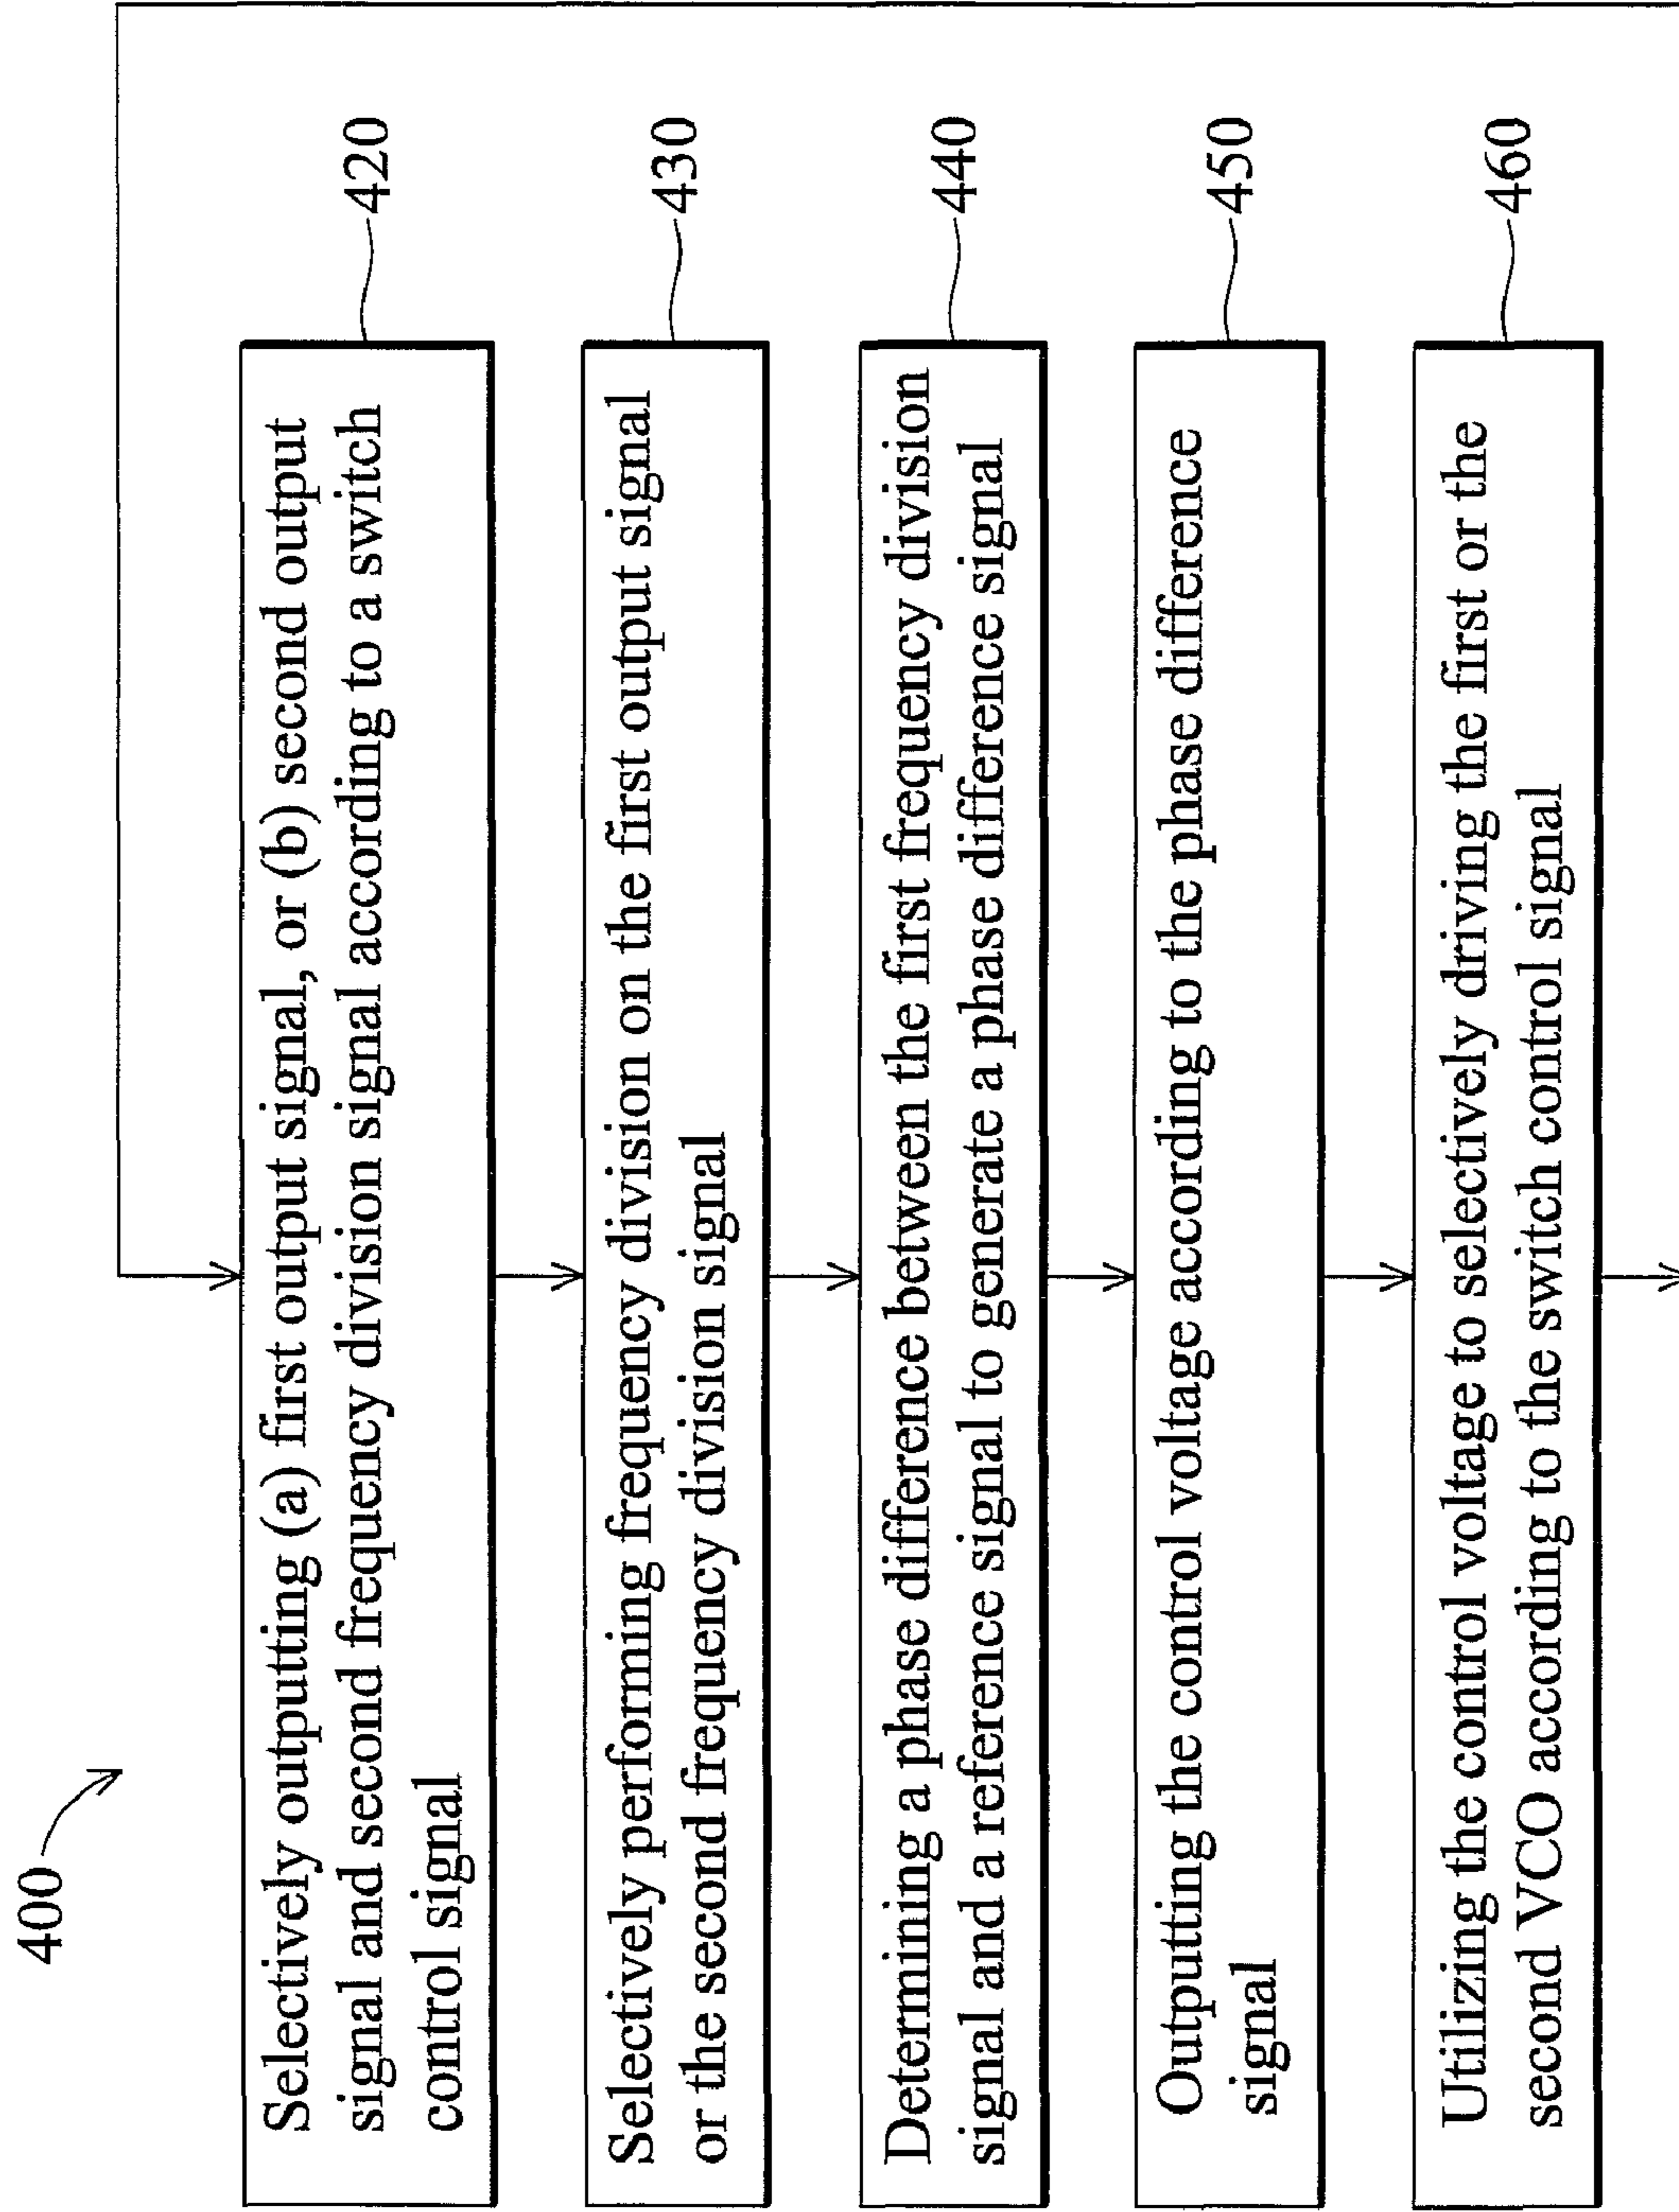 400
Selectively outputting (a) first output signal, or (b) second output
signal and second frequency division signal according to a switch
control signal
420
Selectively performing frequency division on the first output signal
or the second frequency division signal
430
Determining a phase difference between the first frequency division
signal and a reference signal to generate a phase difference signal
440
Outputting the control voltage according to the phase difference
signal
450
Utilizing the control voltage to selectively driving the first or the
second VCO according to the switch control signal
460